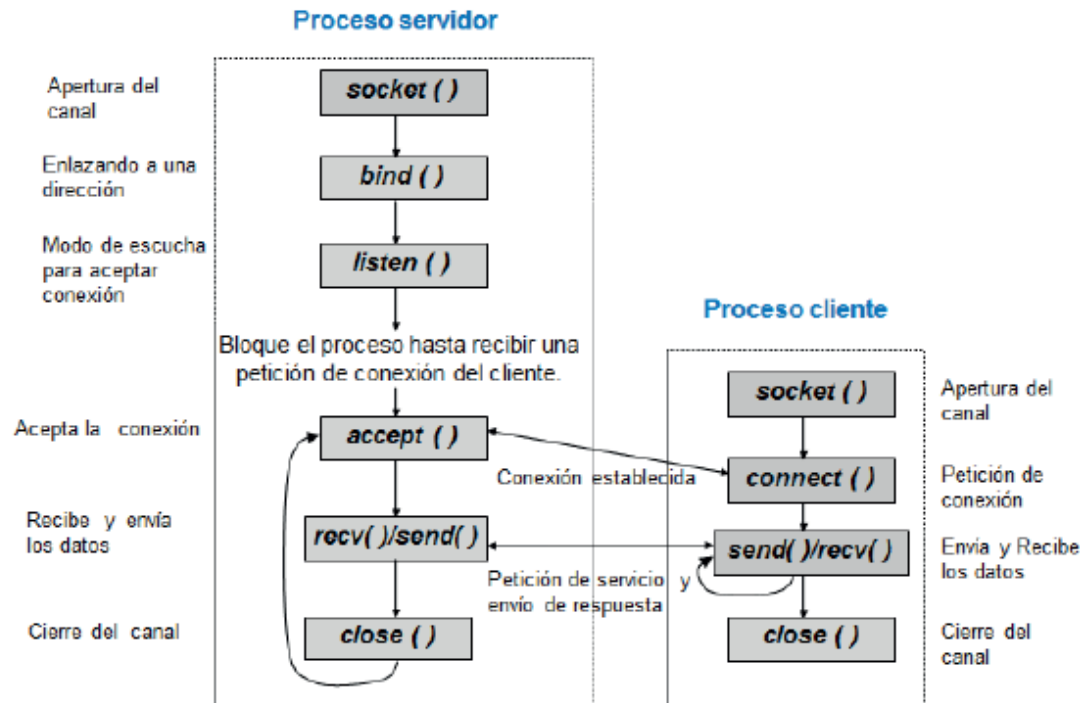 Proceso servidor
Apertura del
canal
socket ( )
Enlazando a una
dirección
bind ( )
Modo de escucha
para aceptar
conexión
listen ( )
Bloque el proceso hasta recibir una
petición de conexión del cliente.
Acepta la conexión
accept ( )
Recibe y envía
los datos
recv( )/send( )
Cierre del canal
close ( )
Conexión establecida
Petición de servicio y
envío de respuesta
Proceso cliente
socket ( )
Apertura del
canal
connect ( )
Petición de
conexión
send( )/recv( )
Envía y Recibe
los datos
close ( )
Cierre del
canal